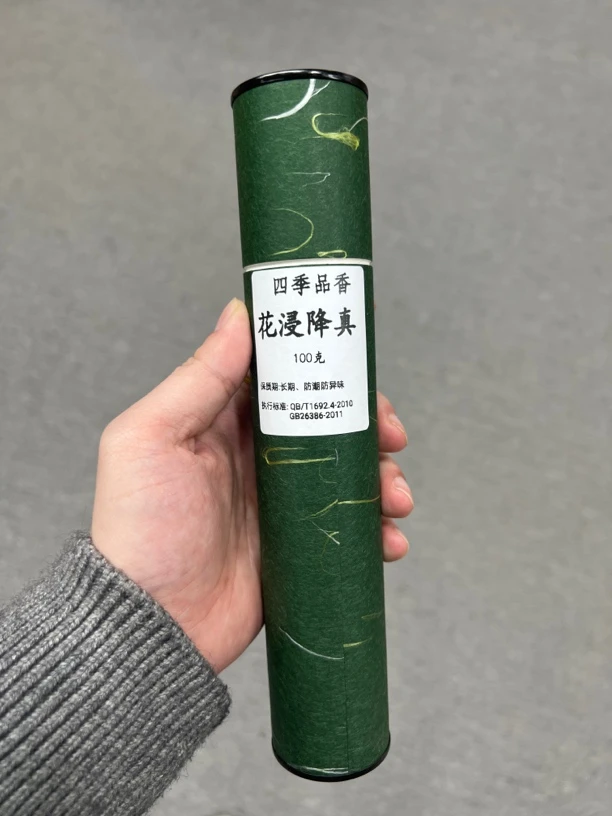 四季品香
花浸降真
100克
保质期:长期、防潮防异味
执行标准: QB/T1692.4-2010
GB26386-2011